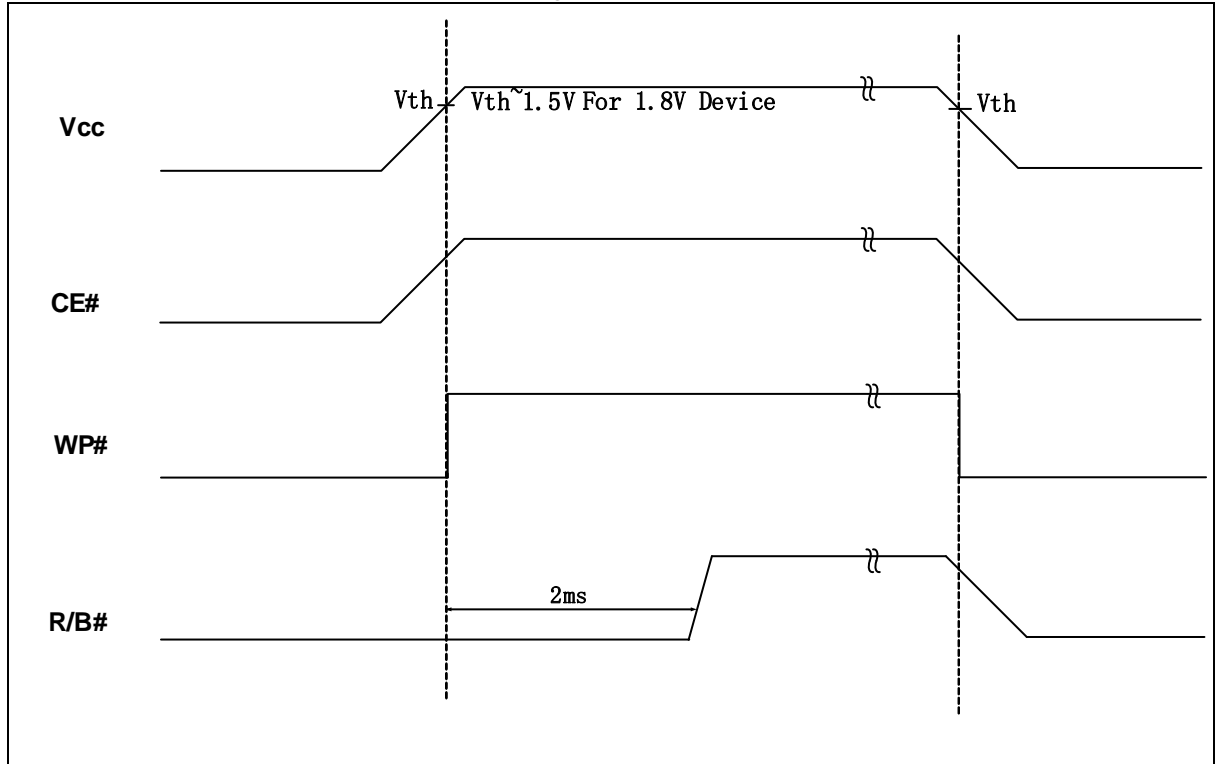 Vcc
Vth
Vth~1.5V For 1.8V Device
Vth
CE#
WP#
R/B#
2ms